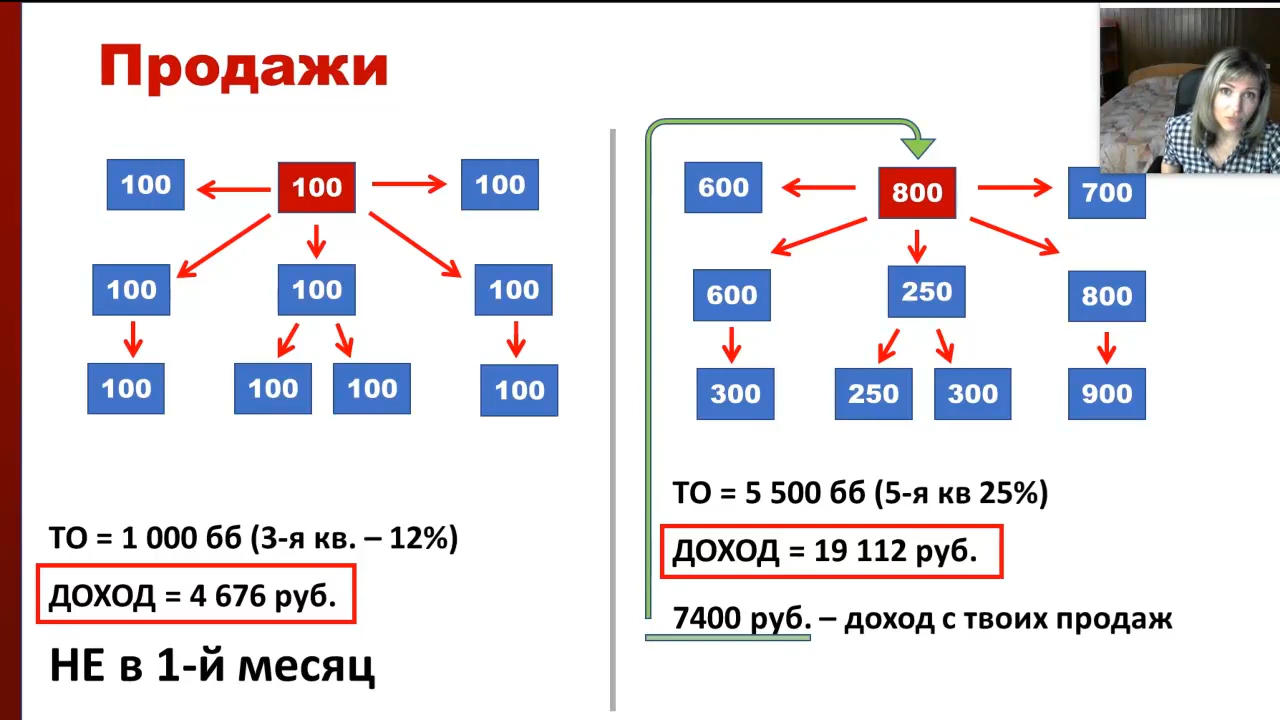 Продажи
100 100 100
100 100 100
100 100 100 100
ТО = 1 000 бб (3-я кв. – 12%)
ДОХОД = 4 676 руб.
НЕ в 1-й месяц
600 800 700
600 250 800
300 250 300 900
ТО = 5 500 бб (5-я кв 25%)
ДОХОД = 19 112 руб.
7400 руб. – доход с твоих продаж